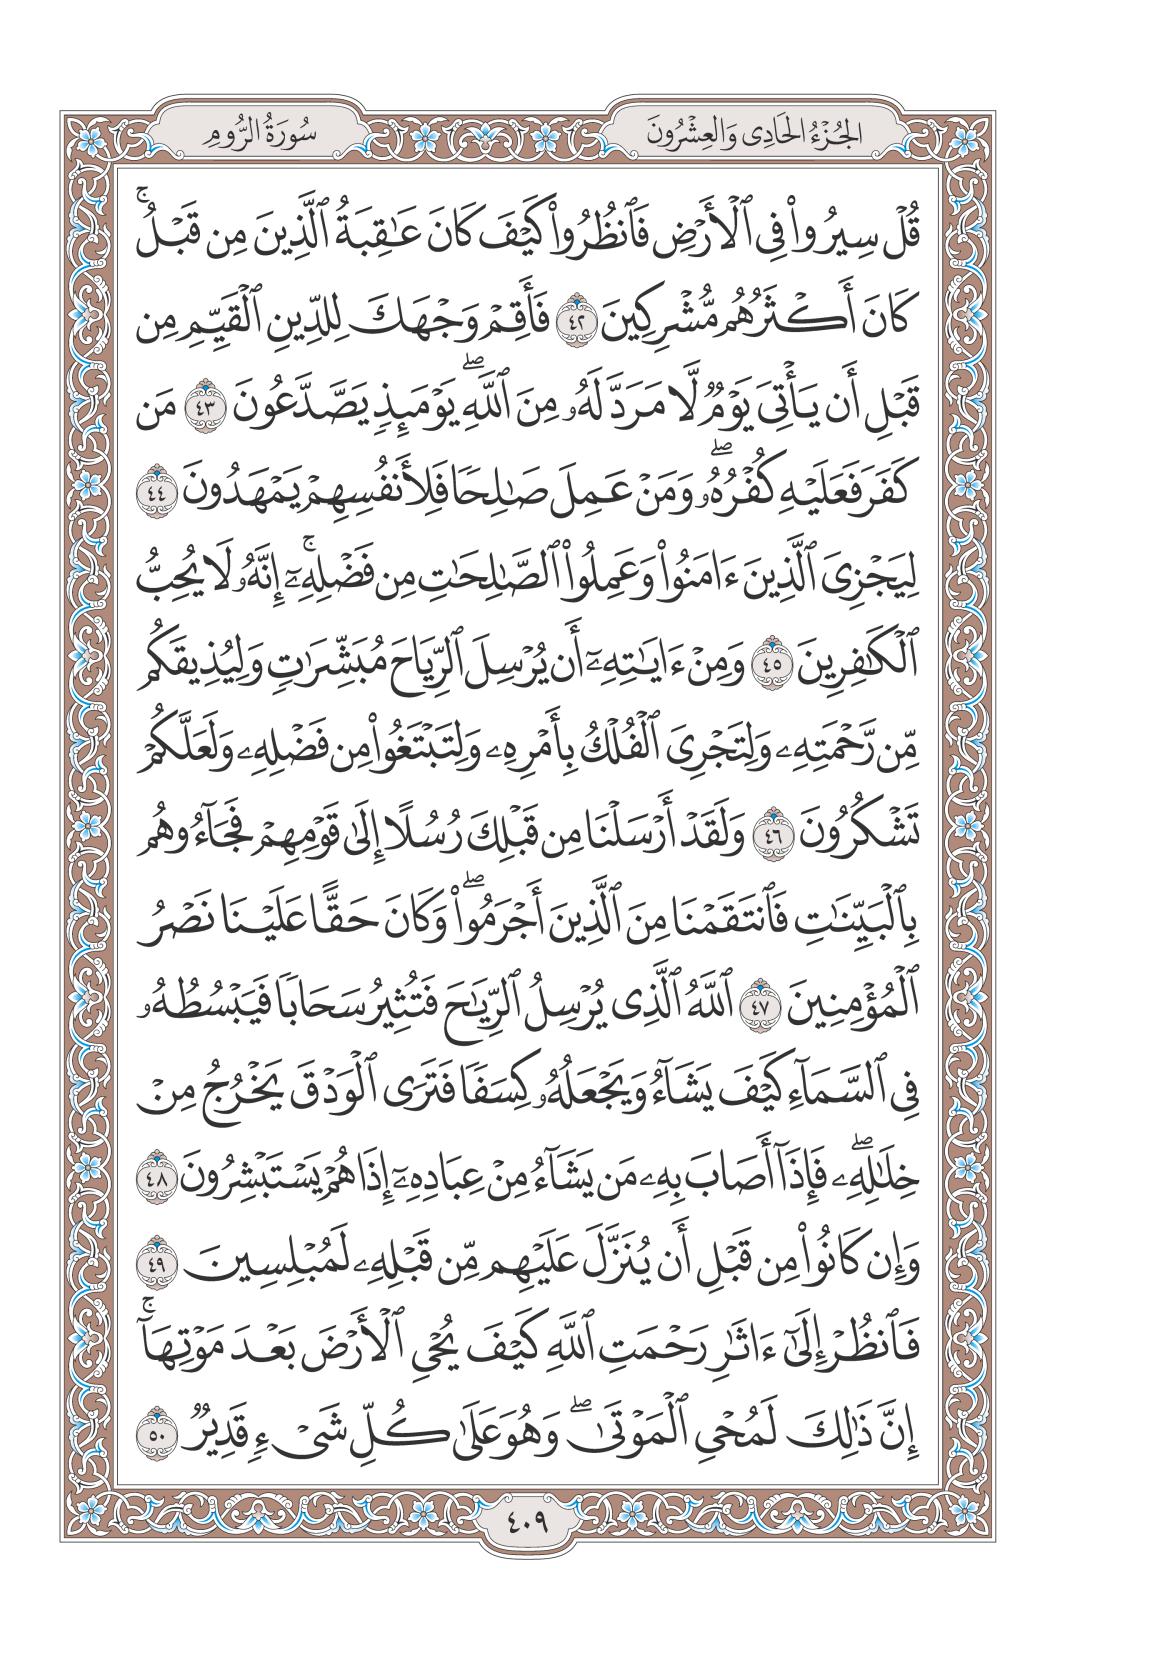 الجُزْءُ الحَادِى وَالعِشْرُونَ
سُورَةُ الرُّومِ
قُلْ سِيرُوا۟ فِى ٱلْأَرْضِ فَٱنظُرُوا۟ كَيْفَ كَانَ عَـٰقِبَةُ ٱلَّذِينَ مِن قَبْلُ ۚ
كَانَ أَكْثَرُهُم مُّشْرِكِينَ ٤٢ فَأَقِمْ وَجْهَكَ لِلدِّينِ ٱلْقَيِّمِ مِن
قَبْلِ أَن يَأْتِىَ يَوْمٌ لَّا مَرَدَّ لَهُۥ مِنَ ٱللَّهِ ۖ يَوْمَئِذٍ يَصَّدَّعُونَ ٤٣ مَن
كَفَرَ فَعَلَيْهِ كُفْرُهُۥ ۖ وَمَنْ عَمِلَ صَـٰلِحًا فَلِأَنفُسِهِمْ يَمْهَدُونَ ٤٤
لِيَجْزِىَ ٱلَّذِينَ ءَامَنُوا۟ وَعَمِلُوا۟ ٱلصَّـٰلِحَـٰتِ مِن فَضْلِهِۦٓ ۚ إِنَّهُۥ لَا يُحِبُّ
ٱلْكَـٰفِرِينَ ٤٥ وَمِنْ ءَايَـٰتِهِۦٓ أَن يُرْسِلَ ٱلرِّيَاحَ مُبَشِّرَٰتٍ وَلِيُذِيقَكُم
مِّن رَّحْمَتِهِۦ وَلِتَجْرِىَ ٱلْفُلْكُ بِأَمْرِهِۦ وَلِتَبْتَغُوا۟ مِن فَضْلِهِۦ وَلَعَلَّكُمْ
تَشْكُرُونَ ٤٦ وَلَقَدْ أَرْسَلْنَا مِن قَبْلِكَ رُسُلًا إِلَىٰ قَوْمِهِمْ فَجَآءُوهُم
بِٱلْبَيِّنَـٰتِ فَٱنتَقَمْنَا مِنَ ٱلَّذِينَ أَجْرَمُوا۟ ۖ وَكَانَ حَقًّا عَلَيْنَا نَصْرُ
ٱلْمُؤْمِنِينَ ٤٧ ٱللَّهُ ٱلَّذِى يُرْسِلُ ٱلرِّيَـٰحَ فَتُثِيرُ سَحَابًا فَيَبْسُطُهُۥ
فِى ٱلسَّمَآءِ كَيْفَ يَشَآءُ وَيَجْعَلُهُۥ كِسَفًا فَتَرَى ٱلْوَدْقَ يَخْرُجُ مِنْ
خِلَـٰلِهِۦ ۖ فَإِذَآ أَصَابَ بِهِۦ مَن يَشَآءُ مِنْ عِبَادِهِۦٓ إِذَا هُمْ يَسْتَبْشِرُونَ ٤٨
وَإِن كَانُوا۟ مِن قَبْلِ أَن يُنَزَّلَ عَلَيْهِم مِّن قَبْلِهِۦ لَمُبْلِسِينَ ٤٩
فَٱنظُرْ إِلَىٰٓ ءَاثَـٰرِ رَحْمَتِ ٱللَّهِ كَيْفَ يُحْىِ ٱلْأَرْضَ بَعْدَ مَوْتِهَآ ۚ
إِنَّ ذَٰلِكَ لَمُحْىِ ٱلْمَوْتَىٰ ۖ وَهُوَ عَلَىٰ كُلِّ شَىْءٍ قَدِيرٌ ٥٠
٤٠٩